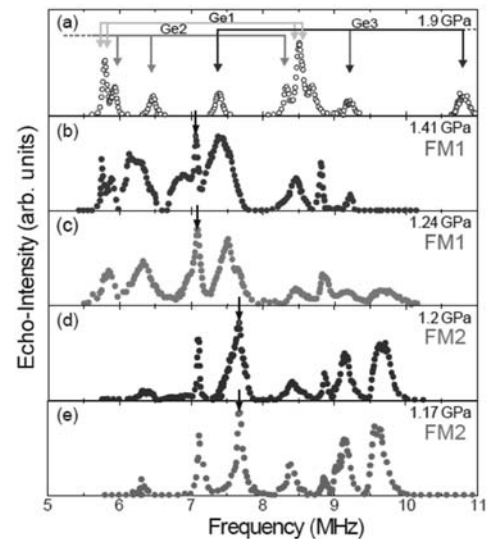 (a)
Ge1
1.9 GPa
Ge2
Ge3
(b)
1.41 GPa
FM1
(c)
1.24 GPa
FM1
(d)
1.2 GPa
FM2
(e)
1.17 GPa
FM2
Echo-Intensity (arb. units)
5 6 7 8 9 10 11
Frequency (MHz)